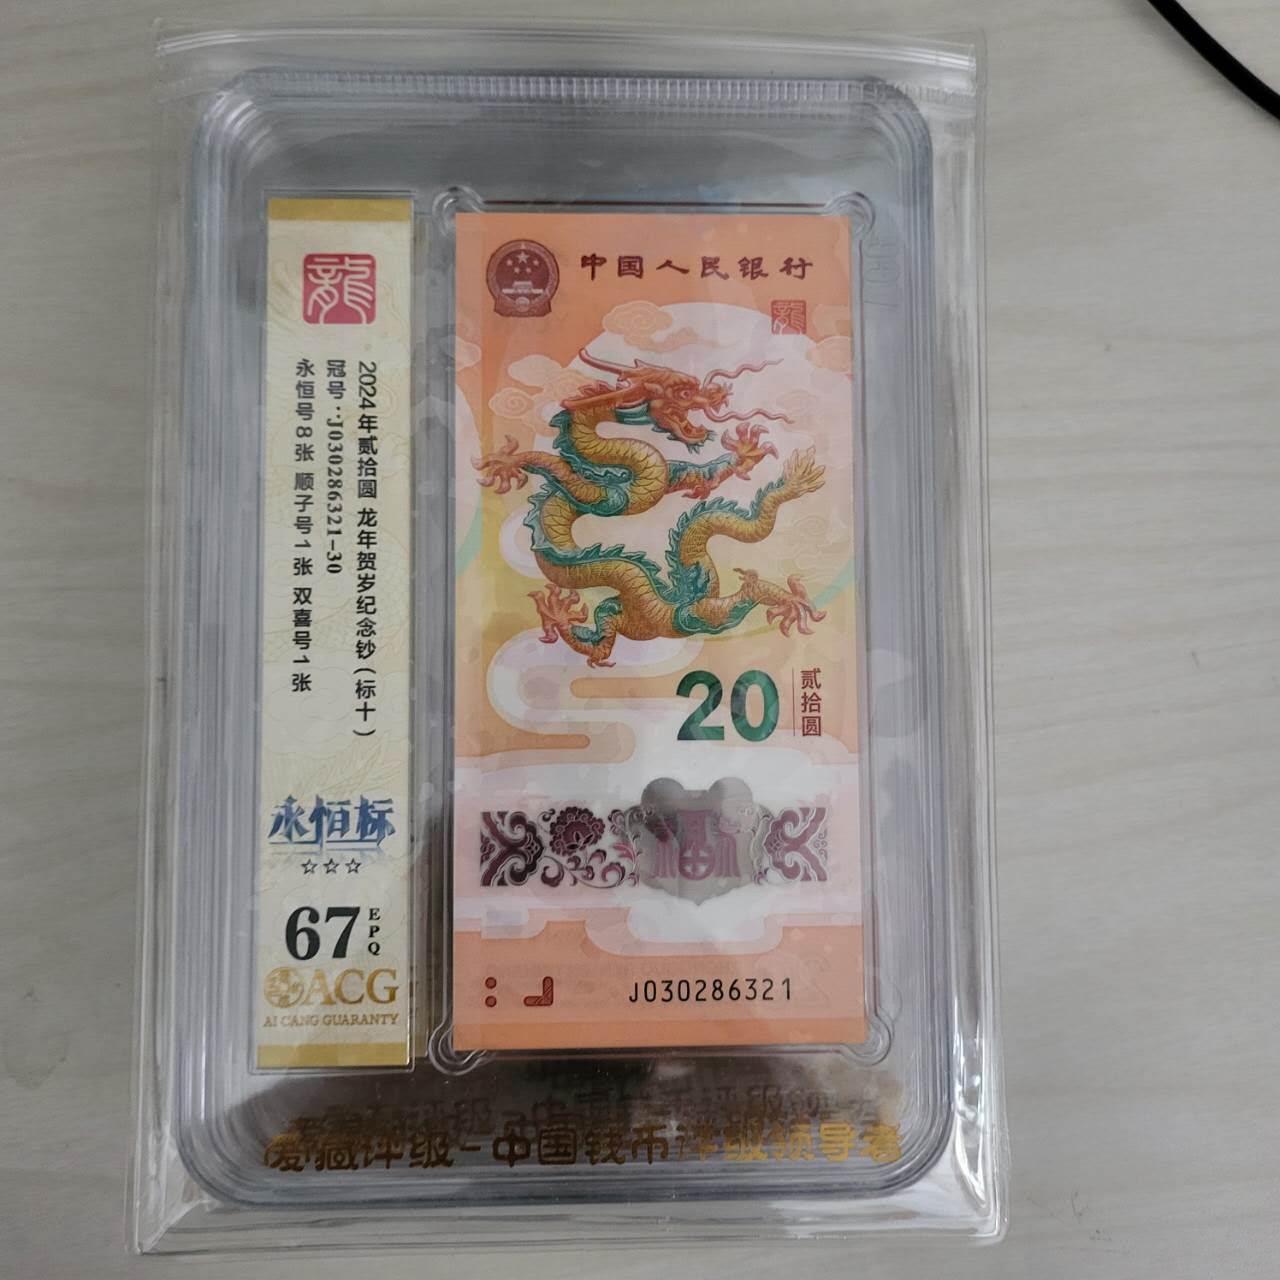 龍
2024年贰拾圆 龙年贺岁纪念钞(标十)
冠号:J030286321-30
永恒号8张 顺子号1张 双喜号1张
永恒标
☆☆☆
67 EPQ
ACG
AI CANG GUARANTY
中国人民银行
龍
20
贰拾圆
福
J030286321
爱藏评级-中国钱币评级领导者